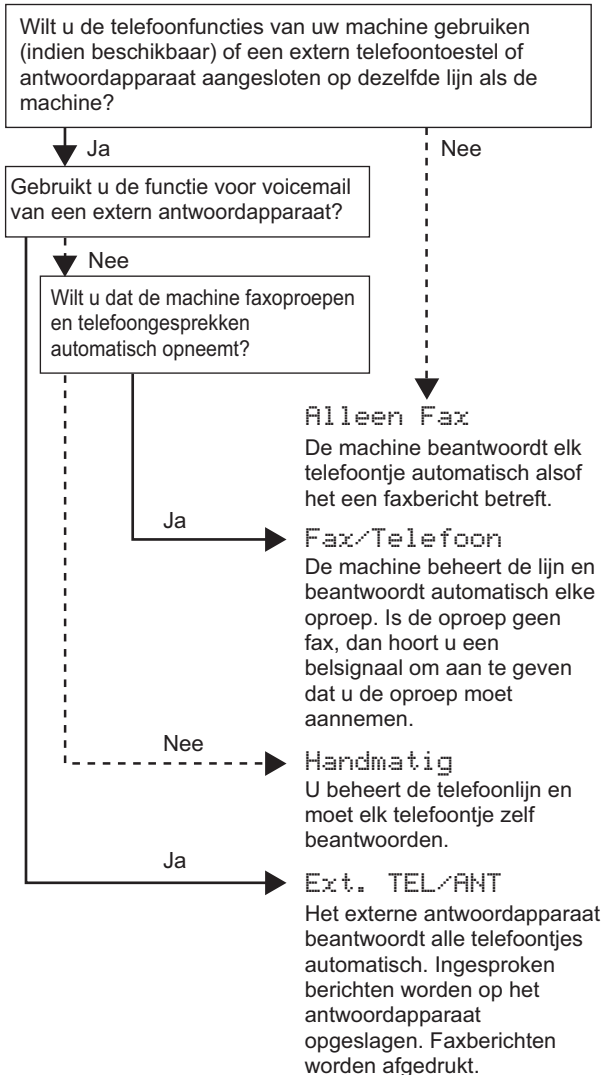 Wilt u de telefoonfuncties van uw machine gebruiken
(indien beschikbaar) of een extern telefoontoestel of
antwoordapparaat aangesloten op dezelfde lijn als de
machine?
Ja
Nee
Gebruikt u de functie voor voicemail
van een extern antwoordapparaat?
Nee
Wilt u dat de machine faxoproepen
en telefoongesprekken
automatisch opneemt?
Alleen Fax
De machine beantwoordt elk
telefoontje automatisch alsof
het een faxbericht betreft.
Ja
Fax/Telefoon
De machine beheert de lijn en
beantwoordt automatisch elke
oproep. Is de oproep geen
fax, dan hoort u een
belsignaal om aan te geven
dat u de oproep moet
aannemen.
Nee
Handmatig
U beheert de telefoonlijn en
moet elk telefoontje zelf
beantwoorden.
Ja
Ext. TEL/ANT
Het externe antwoordapparaat
beantwoordt alle telefoontjes
automatisch. Ingesproken
berichten worden op het
antwoordapparaat
opgeslagen. Faxberichten
worden afgedrukt.